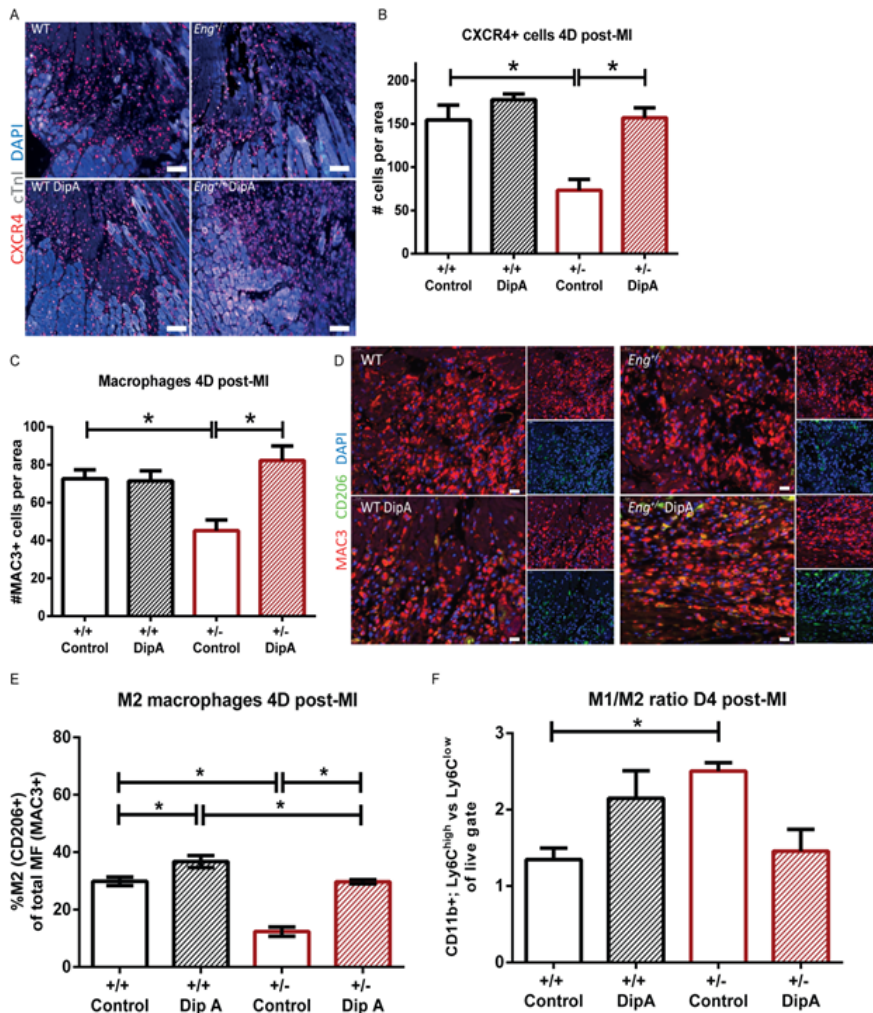 A
WT
Eng+/-
WT DipA
Eng+/- DipA
CXCR4 cTnI DAPI
B
CXCR4+ cells 4D post-MI
* *
# cells per area
200
150
100
50
0
+/+ Control
+/+ DipA
+/- Control
+/- DipA
C
Macrophages 4D post-MI
* *
#MAC3+ cells per area
100
80
60
40
20
0
+/+ Control
+/+ DipA
+/- Control
+/- DipA
D
WT
Eng+/-
WT DipA
Eng+/- DipA
MAC3 CD206 DAPI
E
M2 macrophages 4D post-MI
* *
* *
%M2 (CD206+)
of total MF (MAC3+)
80
60
40
20
0
+/+ Control
+/+ Dip A
+/- Control
+/- Dip A
F
M1/M2 ratio D4 post-MI
*
CD11b+; Ly6Chigh vs Ly6Clow
of live gate
3
2
1
0
+/+ Control
+/+ DipA
+/- Control
+/- DipA